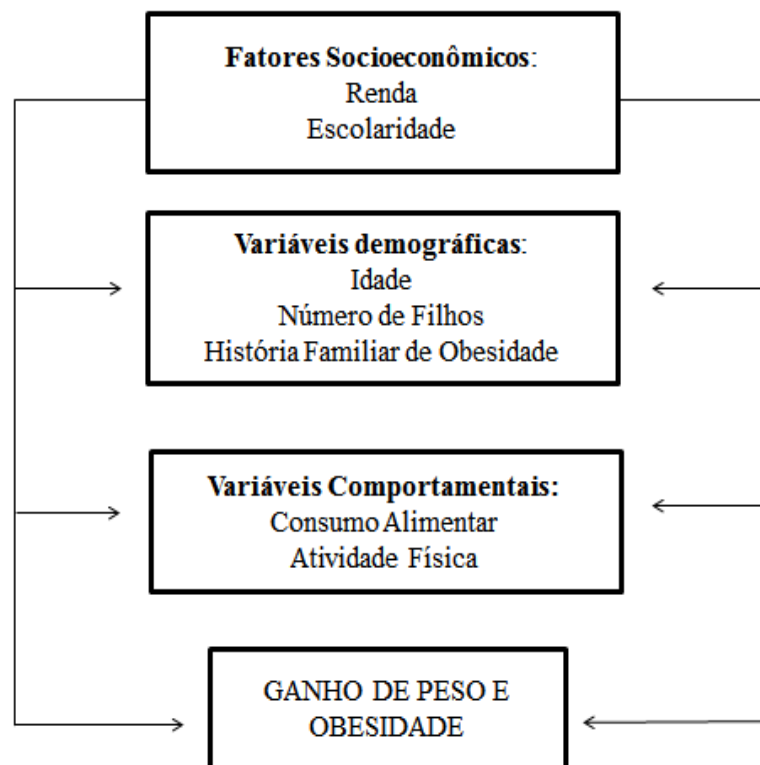 Fatores Socioeconômicos:
Renda
Escolaridade
Variáveis demográficas:
Idade
Número de Filhos
História Familiar de Obesidade
Variáveis Comportamentais:
Consumo Alimentar
Atividade Física
GANHO DE PESO E
OBESIDADE